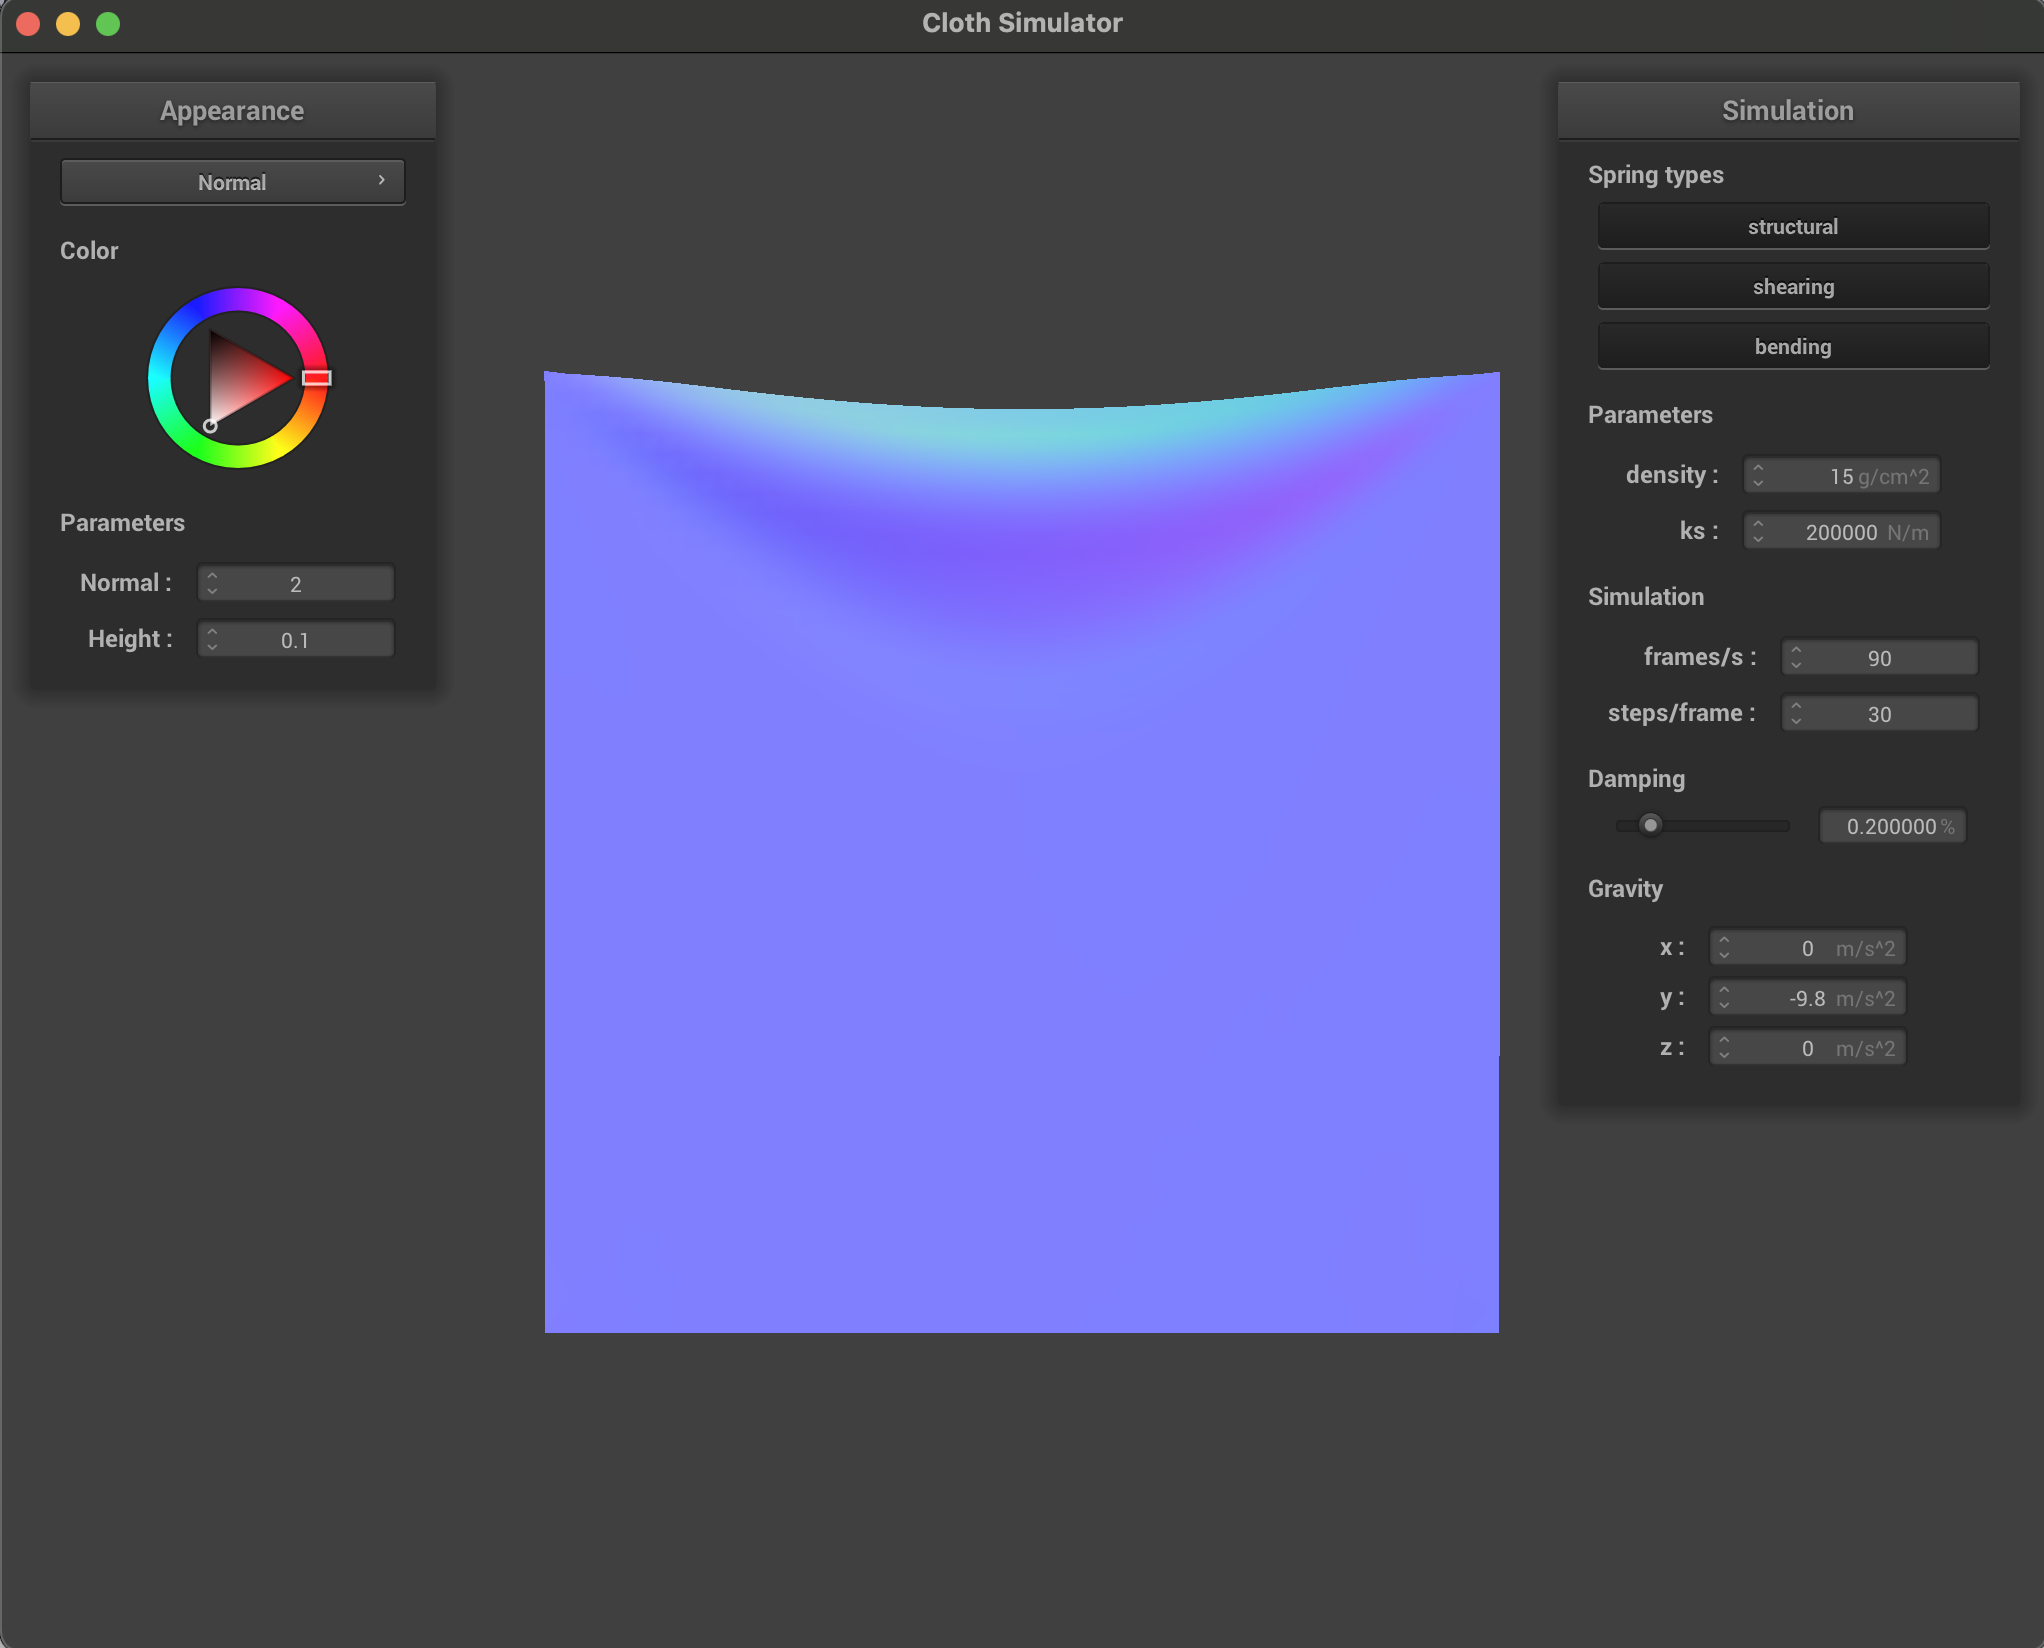 Cloth Simulator
Appearance
Normal
Color
Parameters
Normal : 2
Height : 0.1
Simulation
Spring types
structural
shearing
bending
Parameters
density : 15 g/cm^2
ks : 200000 N/m
Simulation
frames/s : 90
steps/frame : 30
Damping
0.200000 %
Gravity
x : 0 m/s^2
y : -9.8 m/s^2
z : 0 m/s^2